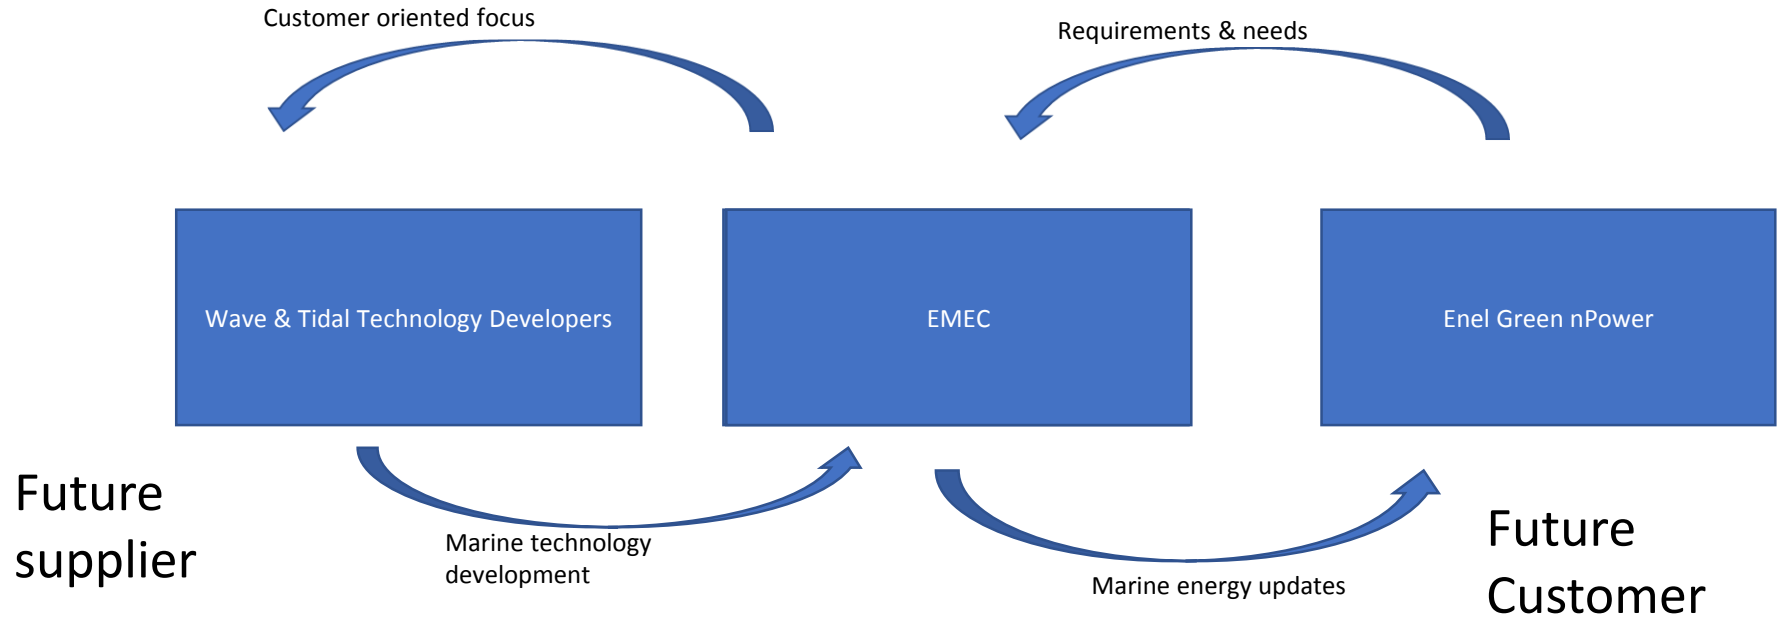 Customer oriented focus
Requirements & needs
Wave & Tidal Technology Developers
EMEC
Enel Green nPower
Future
supplier
Marine technology
development
Marine energy updates
Future
Customer